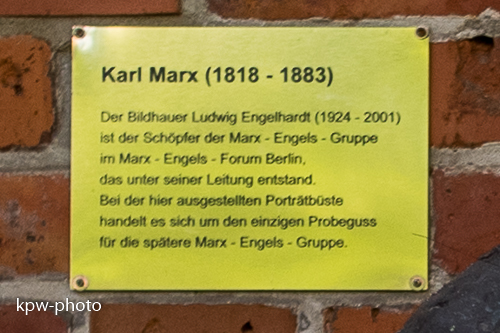 Karl Marx (1818 - 1883)
Der Bildhauer Ludwig Engelhardt (1924 - 2001)
ist der Schöpfer der Marx - Engels - Gruppe
im Marx - Engels - Forum Berlin,
das unter seiner Leitung entstand.
Bei der hier ausgestellten Porträtbüste
handelt es sich um den einzigen Probeguss
für die spätere Marx - Engels - Gruppe.
kpw-photo